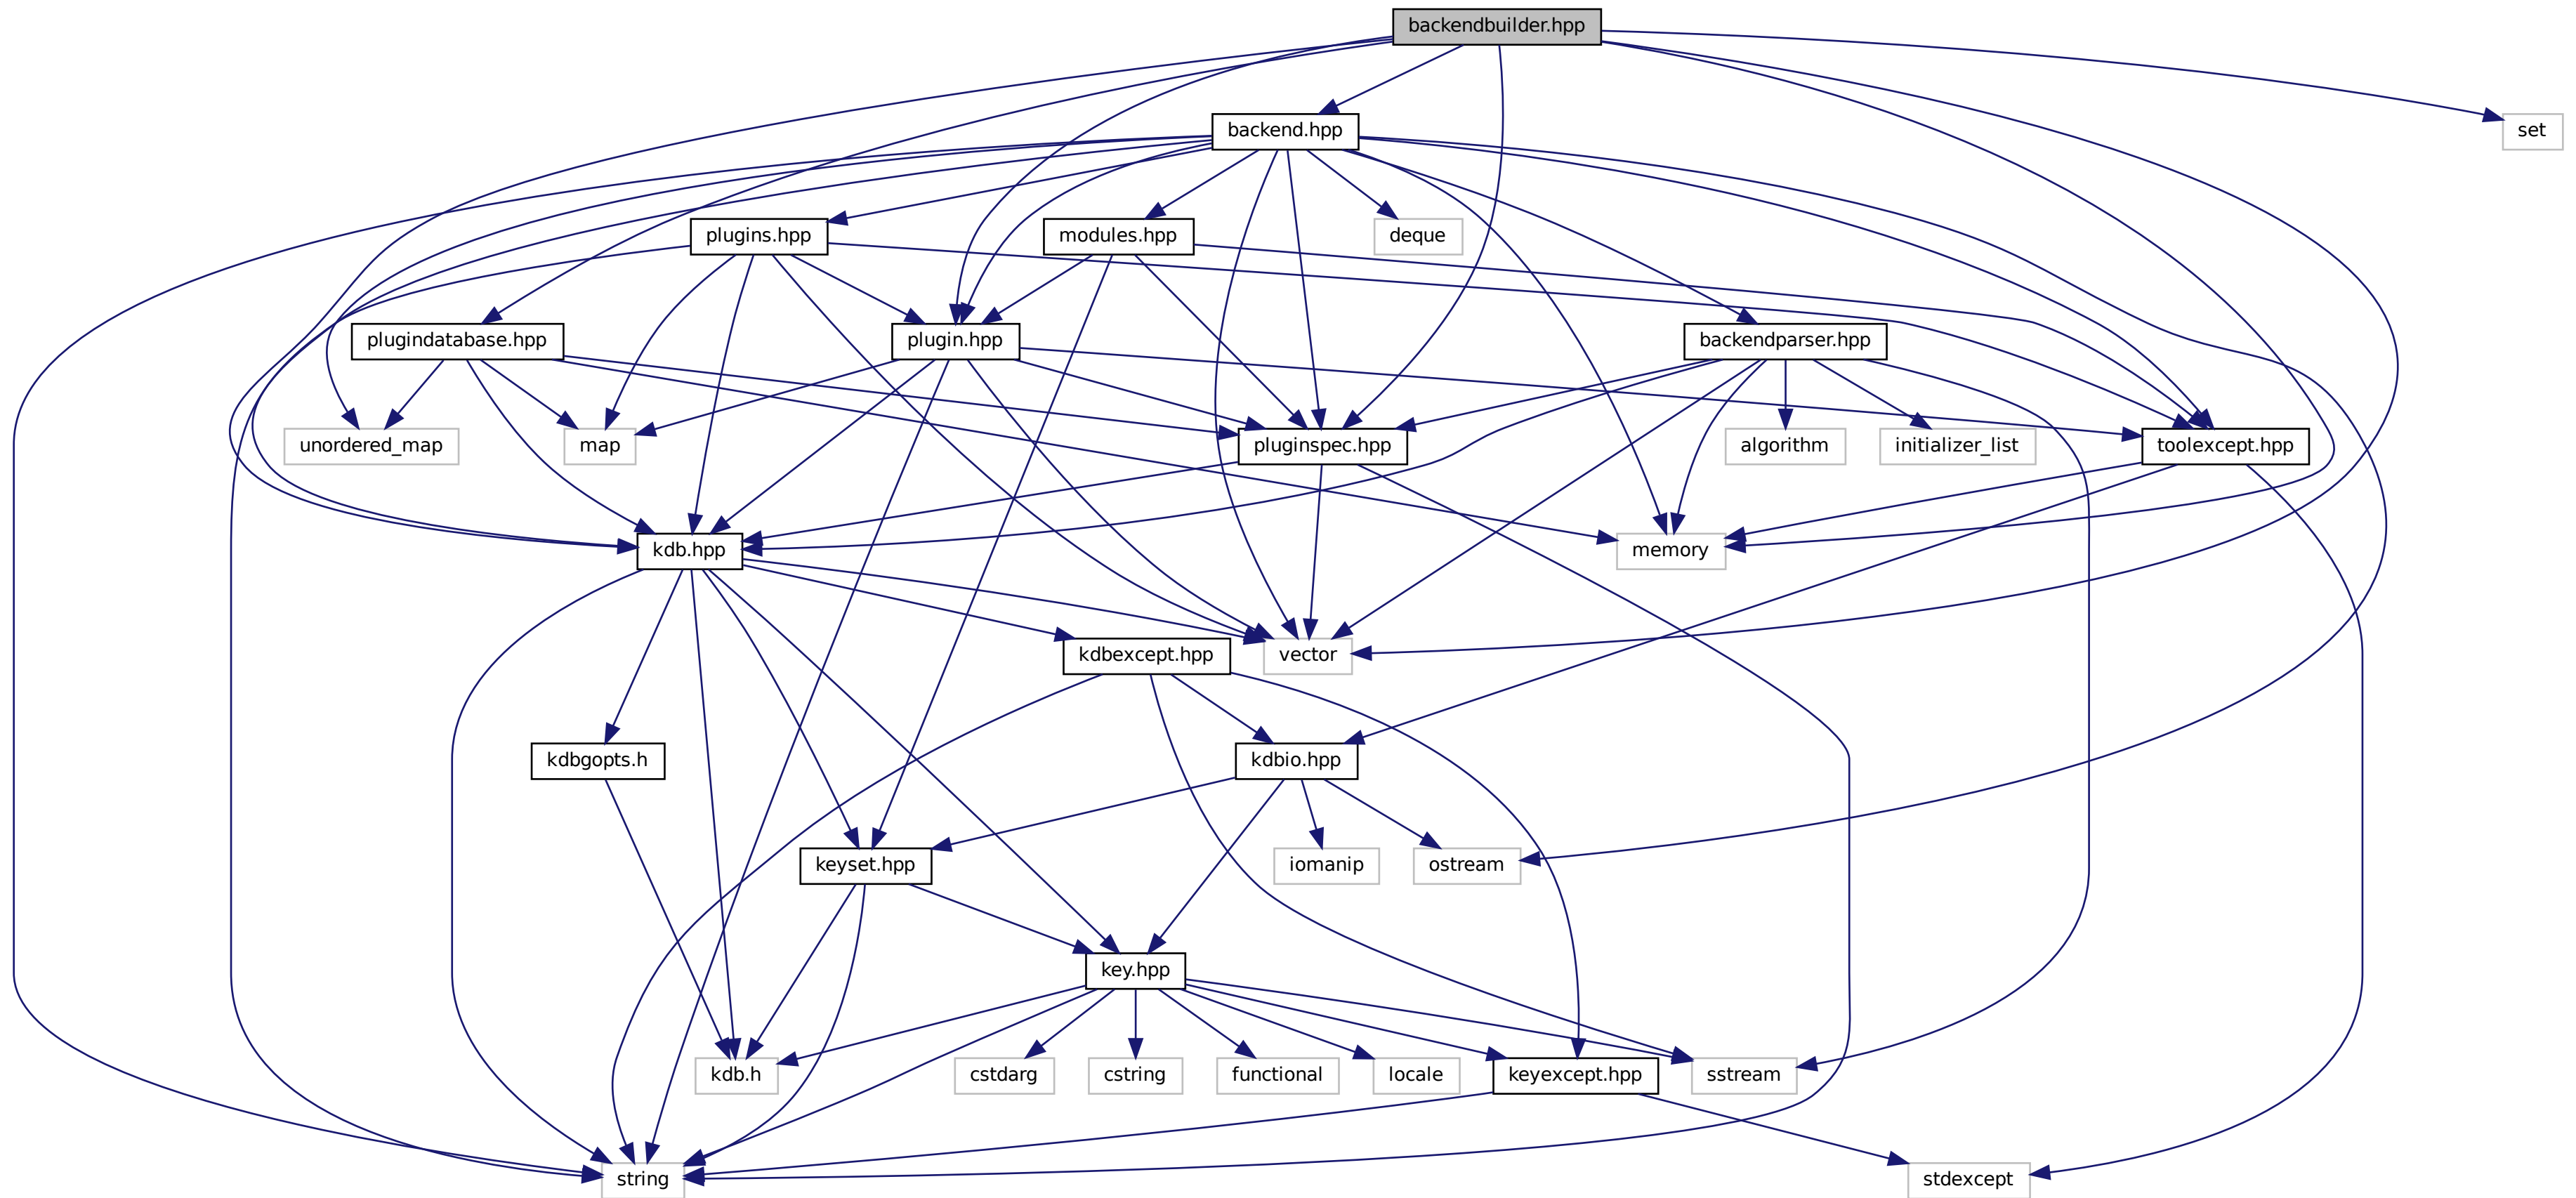 backendbuilder.hpp
backend.hpp
set
plugins.hpp
modules.hpp
deque
plugindatabase.hpp
plugin.hpp
backendparser.hpp
unordered_map
map
pluginspec.hpp
algorithm
initializer_list
toolexcept.hpp
kdb.hpp
memory
kdbexcept.hpp
vector
kdbgopts.h
kdbio.hpp
keyset.hpp
iomanip
ostream
key.hpp
kdb.h
cstdarg
cstring
functional
locale
keyexcept.hpp
sstream
string
stdexcept